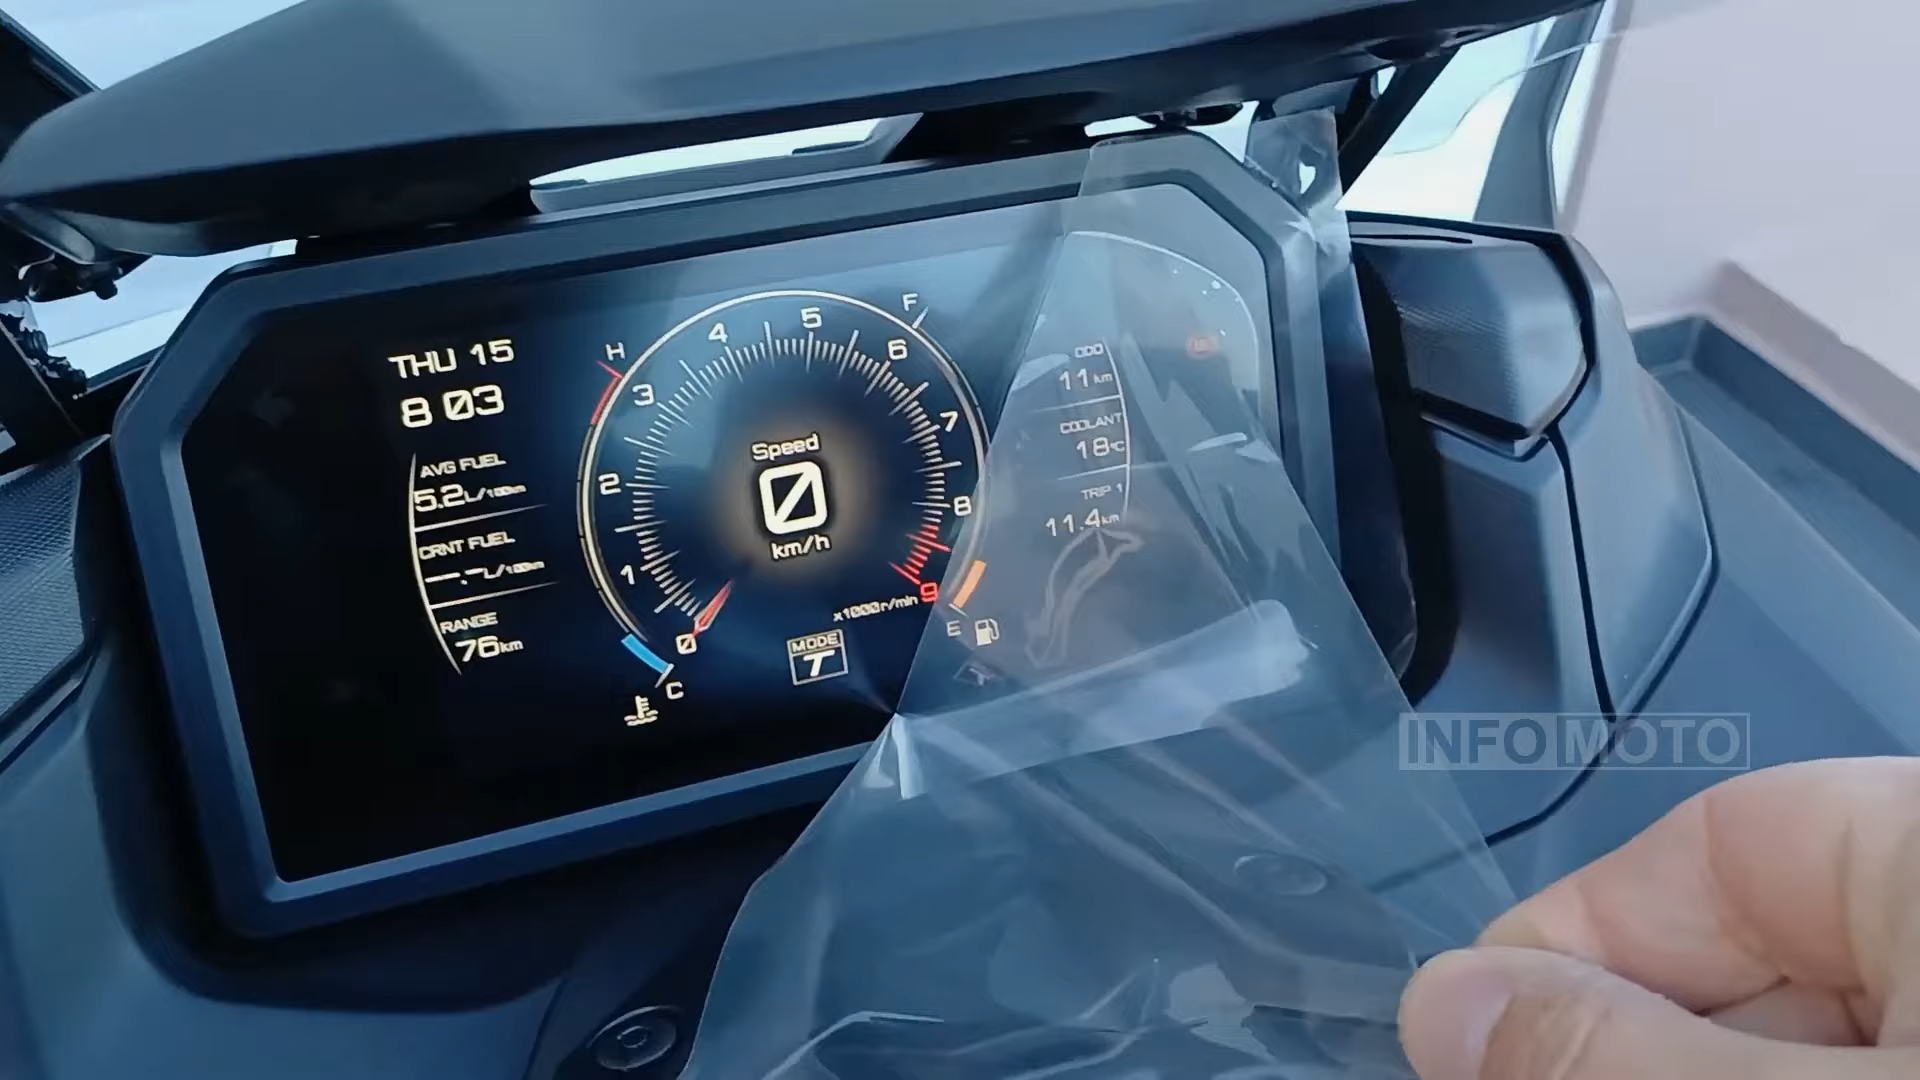 THU 15
8 03
AVG FUEL
5.2L/100km
CRNT FUEL
--.-L/100km
RANGE
76km
H
F
0
1
2
3
4
5
6
7
8
9
Speed
0
km/h
x1000r/min
MODE
T
C
E
ODO
11km
COOLANT
18°C
TRIP 1
11.4km
INFO MOTO